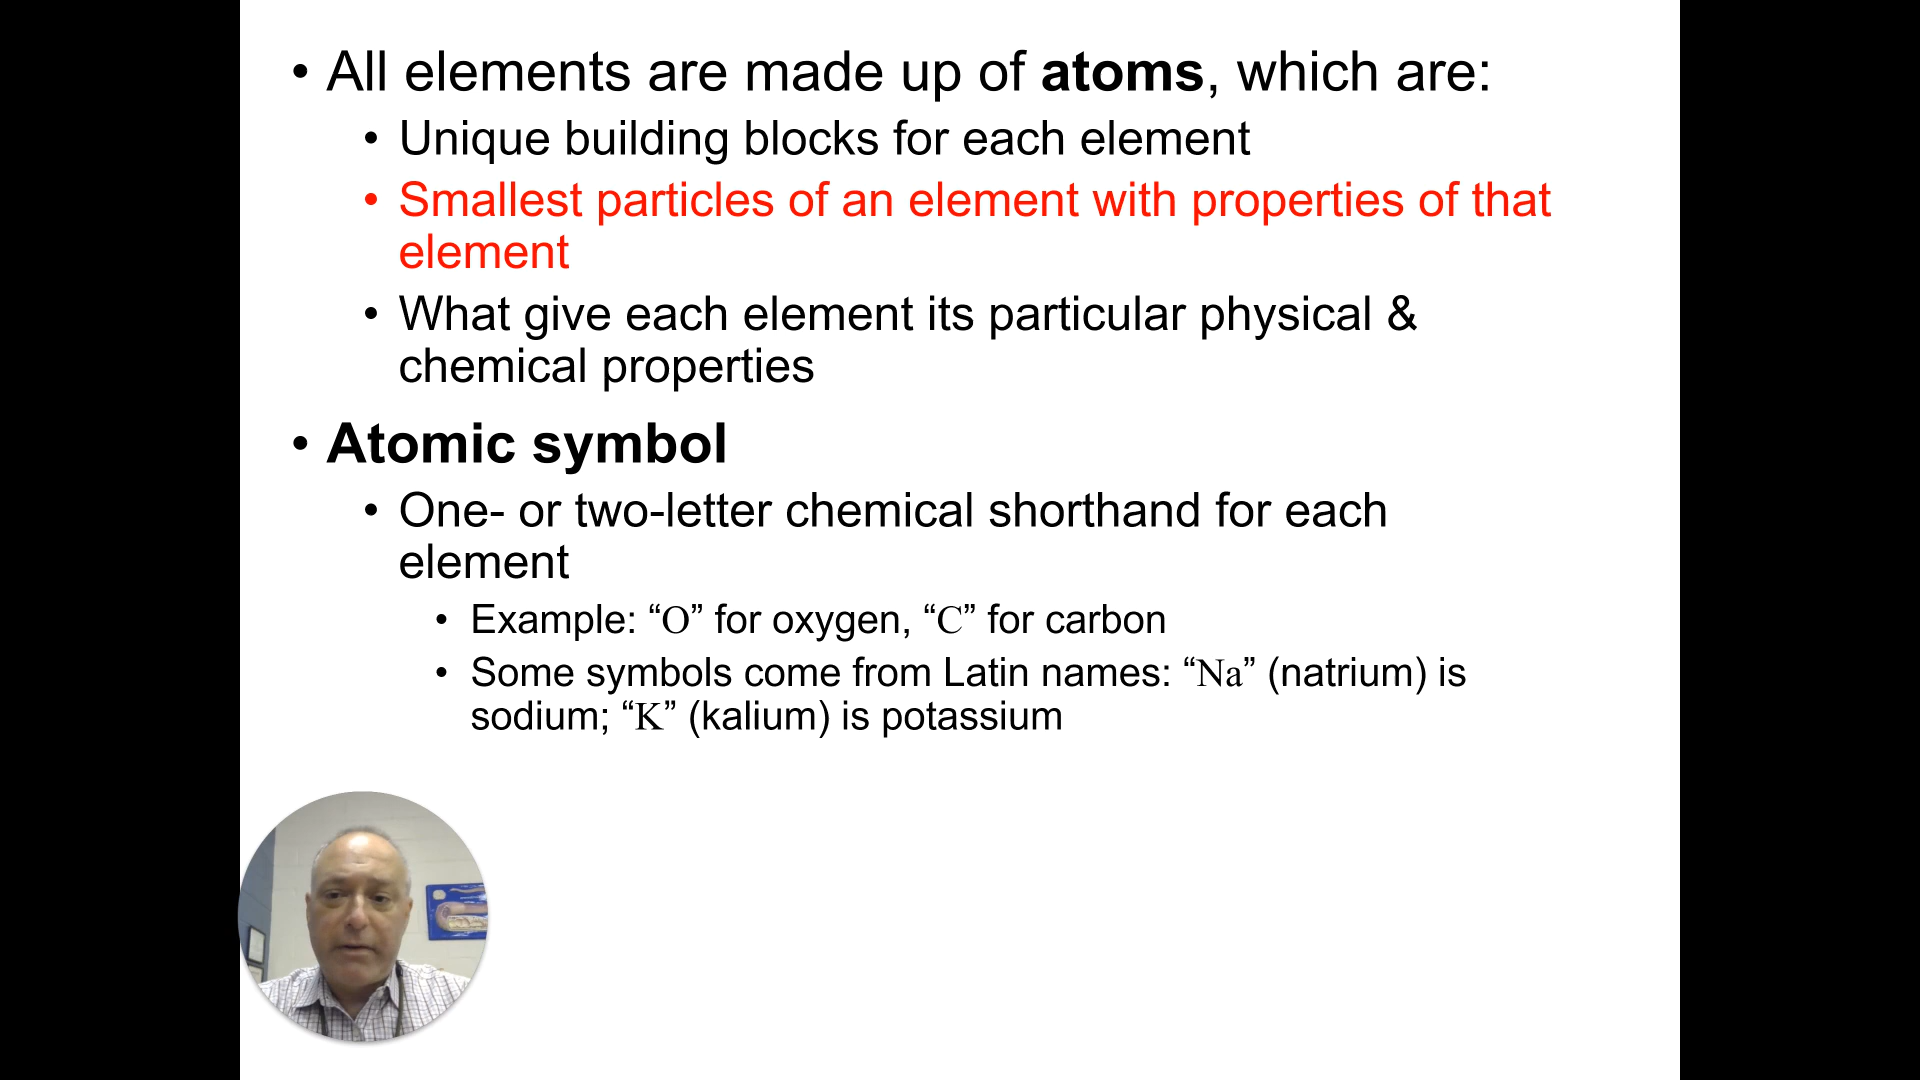 • All elements are made up of atoms, which are:
• Unique building blocks for each element
• Smallest particles of an element with properties of that
element
• What give each element its particular physical &
chemical properties
• Atomic symbol
• One- or two-letter chemical shorthand for each
element
• Example: “O” for oxygen, “C” for carbon
• Some symbols come from Latin names: “Na” (natrium) is
sodium; “K” (kalium) is potassium